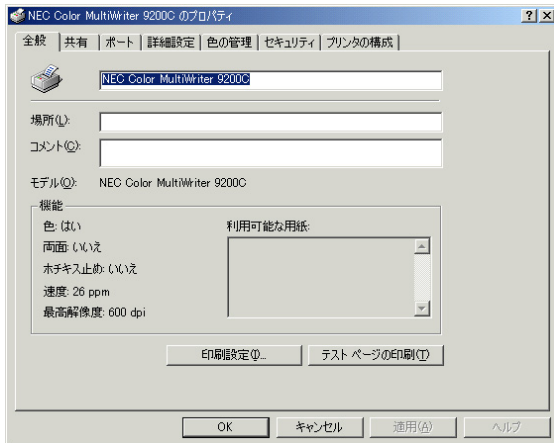 NEC Color MultiWriter 9200C のプロパティ
全般 共有 ポート 詳細設定 色の管理 セキュリティ プリンタの構成
NEC Color MultiWriter 9200C
場所(L):
コメント(C):
モデル(O): NEC Color MultiWriter 9200C
機能
色: はい 利用可能な用紙:
両面: いいえ
ホチキス止め: いいえ
速度: 26 ppm
最高解像度: 600 dpi
印刷設定(I)... テスト ページの印刷(T)
OK キャンセル 適用(A) ヘルプ